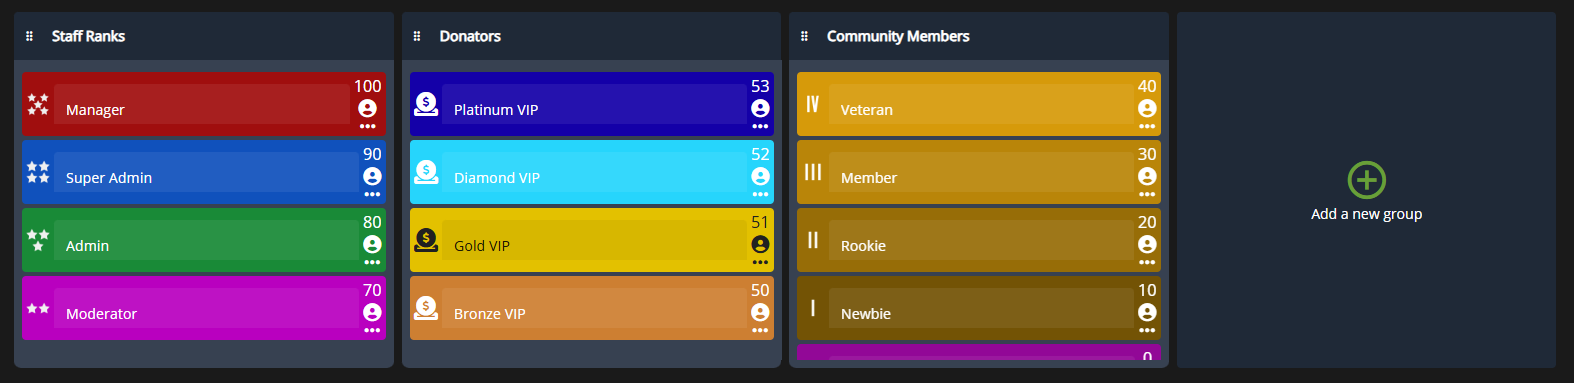 Staff Ranks
100
Manager
90
Super Admin
80
Admin
70
Moderator
Donators
53
Platinum VIP
52
Diamond VIP
51
Gold VIP
50
Bronze VIP
Community Members
40
IV
Veteran
30
III
Member
20
II
Rookie
10
I
Newbie
0
Add a new group